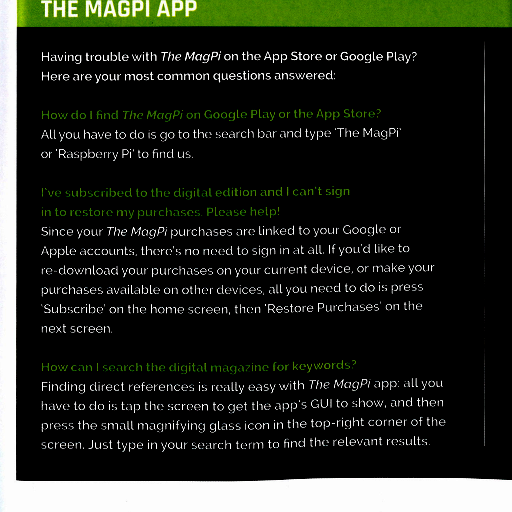 THE MAGPI APP
Having trouble with The MagPi on the App Store or Google Play?
Here are your most common questions answered:
How do I find The MagPi on Google Play or the App Store?
All you have to do is go to the search bar and type 'The MagPi'
or 'Raspberry Pi' to find us.
I've subscribed to the digital edition and I can't sign
in to restore my purchases. Please help!
Since your The MagPi purchases are linked to your Google or
Apple accounts, there's no need to sign in at all. If you'd like to
re-download your purchases on your current device, or make your
purchases available on other devices, all you need to do is press
'Subscribe' on the home screen, then 'Restore Purchases' on the
next screen.
How can I search the digital magazine for keywords?
Finding direct references is really easy with The MagPi app: all you
have to do is tap the screen to get the app's GUI to show, and then
press the small magnifying glass icon in the top-right corner of the
screen. Just type in your search term to find the relevant results.